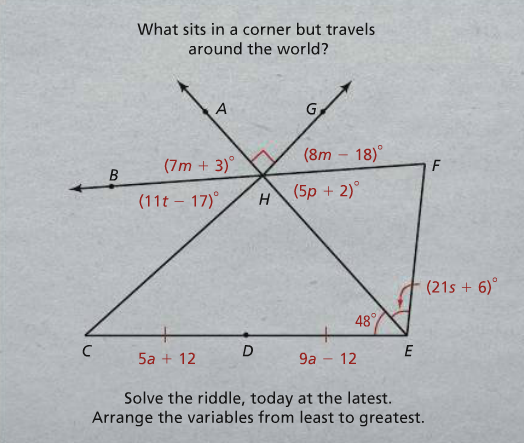 What sits in a corner but travels
around the world?
A
G
(7m + 3)°
(8m − 18)°
F
B
(11t − 17)°
H
(5p + 2)°
(21s + 6)°
48°
C
5a + 12
D
9a − 12
E
Solve the riddle, today at the latest.
Arrange the variables from least to greatest.